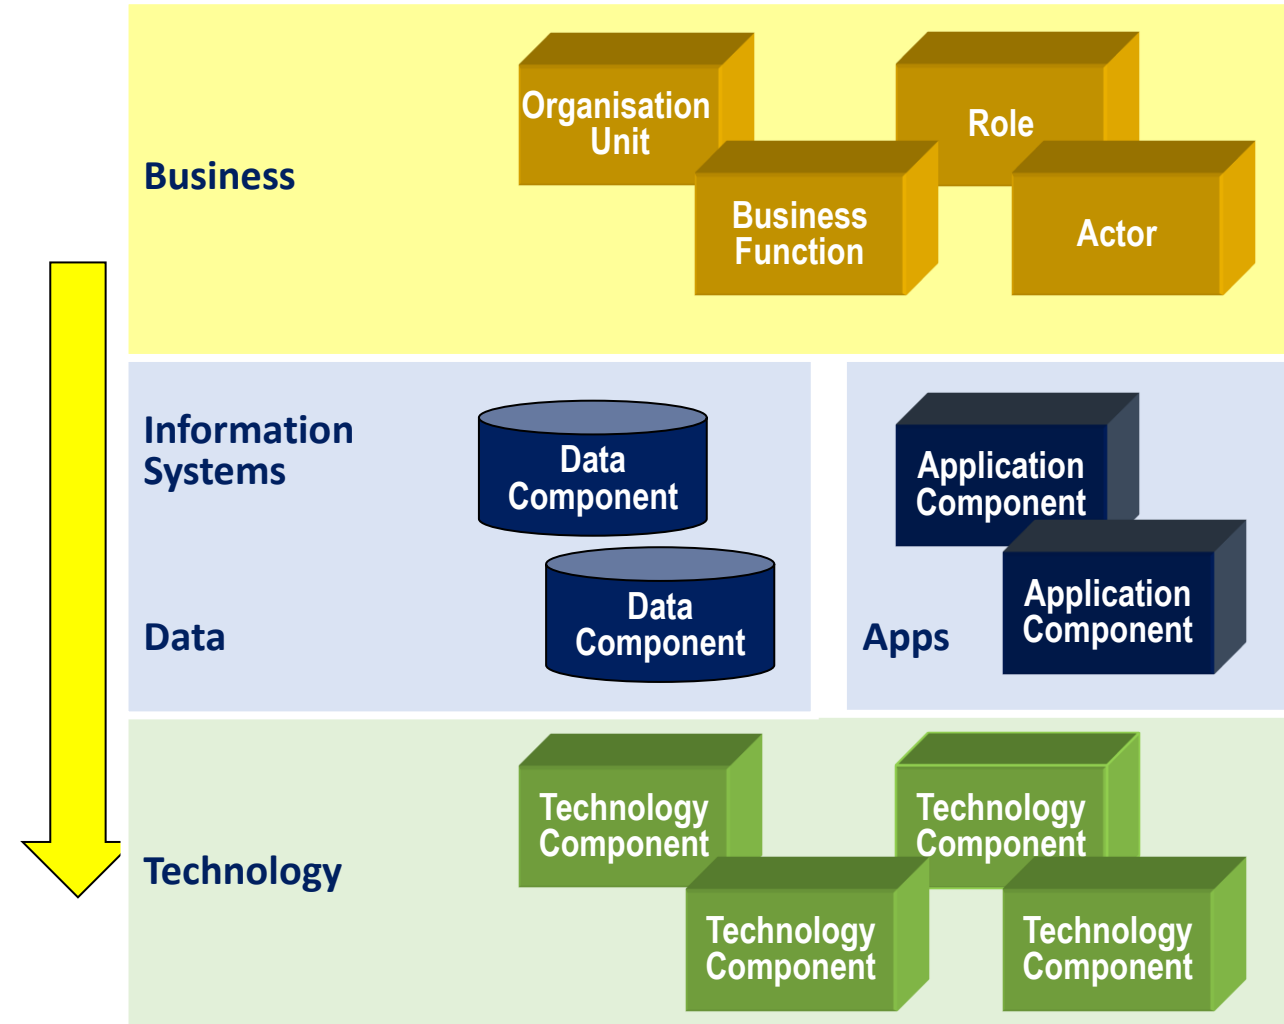 Business
Organisation
Unit
Business
Function
Role
Actor
Information
Systems
Data
Data
Component
Data
Component
Apps
Application
Component
Application
Component
Technology
Technology
Component
Technology
Component
Technology
Component
Technology
Component